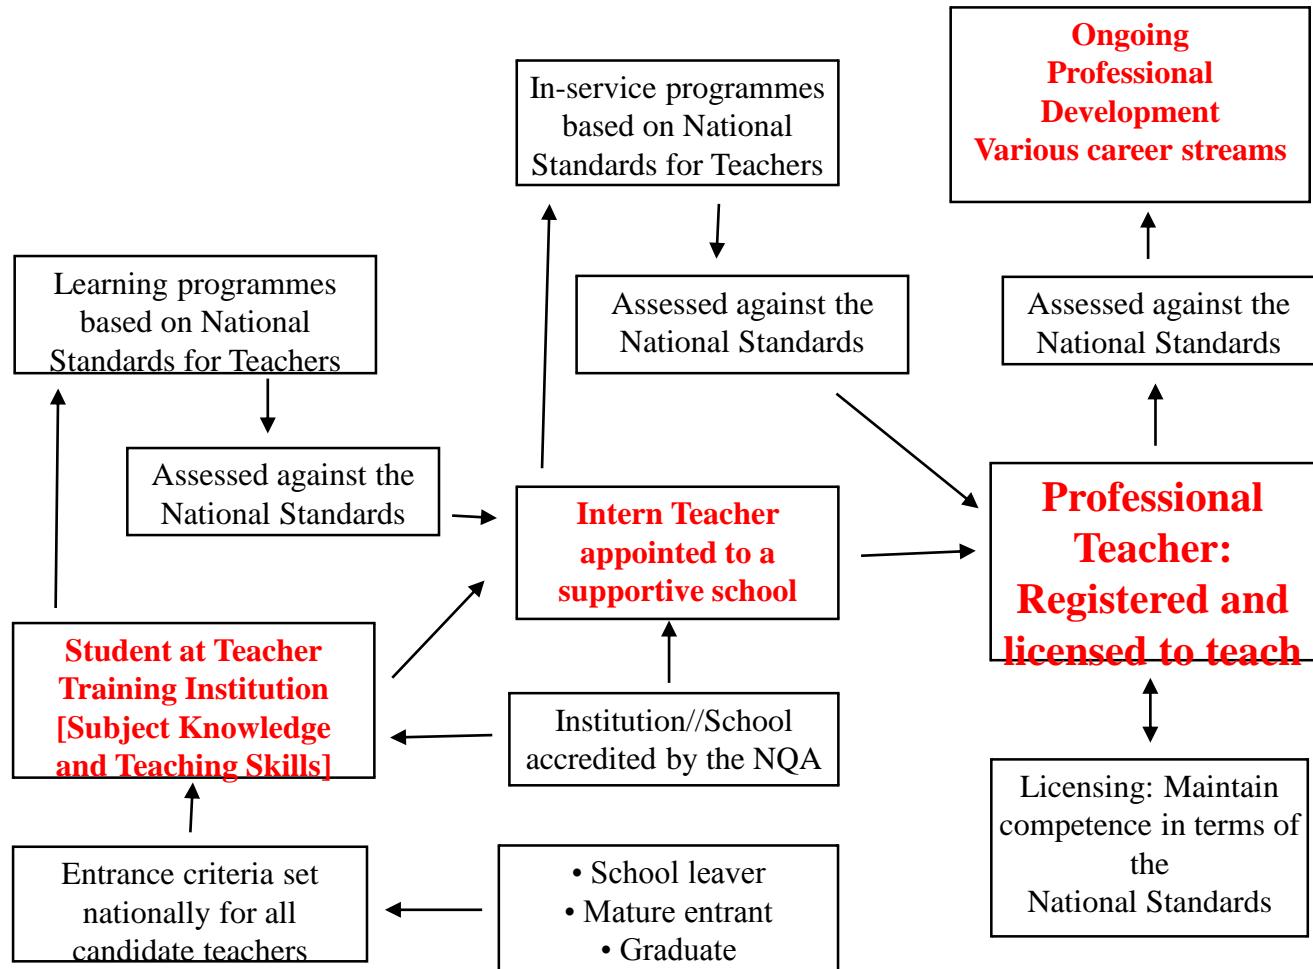 Ongoing
Professional
Development
Various career streams
In-service programmes
based on National
Standards for Teachers
Learning programmes
based on National
Standards for Teachers
Assessed against the
National Standards
Assessed against the
National Standards
Assessed against the
National Standards
Intern Teacher
appointed to a
supportive school
Professional
Teacher:
Registered and
licensed to teach
Student at Teacher
Training Institution
[Subject Knowledge
and Teaching Skills]
Institution//School
accredited by the NQA
Licensing: Maintain
competence in terms of
the
National Standards
Entrance criteria set
nationally for all
candidate teachers
• School leaver
• Mature entrant
• Graduate